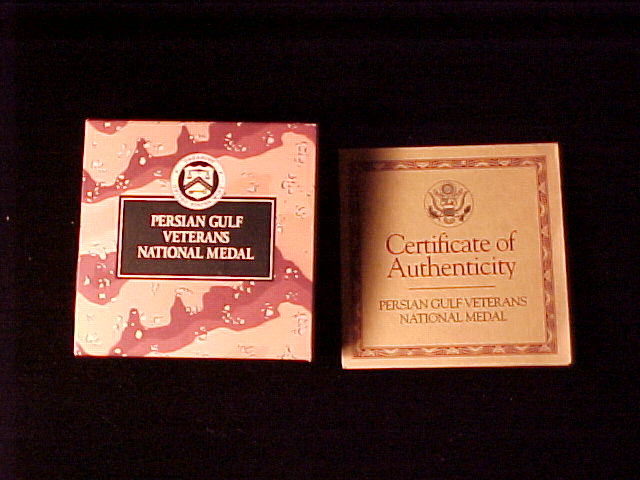 PERSIAN GULF
VETERANS
NATIONAL MEDAL
Certificate of
Authenticity
PERSIAN GULF VETERANS
NATIONAL MEDAL